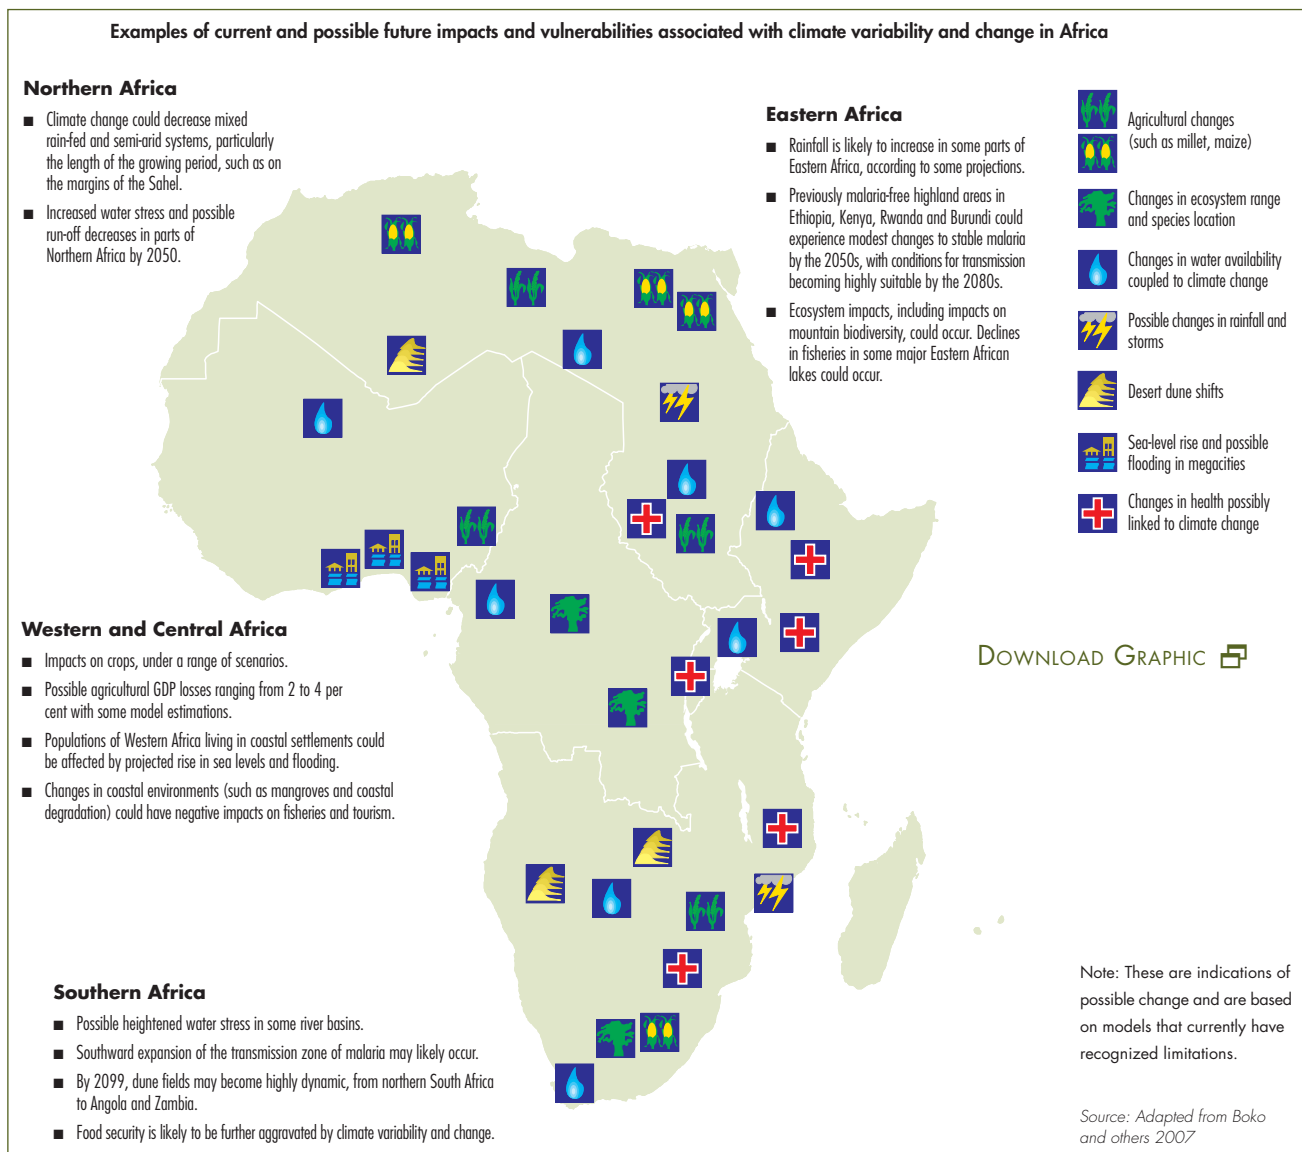 Examples of current and possible future impacts and vulnerabilities associated with climate variability and change in Africa
Northern Africa
■ Climate change could decrease mixed
rain-fed and semi-arid systems, particularly
the length of the growing period, such as on
the margins of the Sahel.
■ Increased water stress and possible
run-off decreases in parts of
Northern Africa by 2050.
Eastern Africa
■ Rainfall is likely to increase in some parts of
Eastern Africa, according to some projections.
■ Previously malaria-free highland areas in
Ethiopia, Kenya, Rwanda and Burundi could
experience modest changes to stable malaria
by the 2050s, with conditions for transmission
becoming highly suitable by the 2080s.
■ Ecosystem impacts, including impacts on
mountain biodiversity, could occur. Declines
in fisheries in some major Eastern African
lakes could occur.
Agricultural changes
(such as millet, maize)
Changes in ecosystem range
and species location
Changes in water availability
coupled to climate change
Possible changes in rainfall and
storms
Desert dune shifts
Sea-level rise and possible
flooding in megacities
Changes in health possibly
linked to climate change
Western and Central Africa
■ Impacts on crops, under a range of scenarios.
■ Possible agricultural GDP losses ranging from 2 to 4 per
cent with some model estimations.
■ Populations of Western Africa living in coastal settlements could
be affected by projected rise in sea levels and flooding.
■ Changes in coastal environments (such as mangroves and coastal
degradation) could have negative impacts on fisheries and tourism.
Download Graphic
Southern Africa
■ Possible heightened water stress in some river basins.
■ Southward expansion of the transmission zone of malaria may likely occur.
■ By 2099, dune fields may become highly dynamic, from northern South Africa
to Angola and Zambia.
■ Food security is likely to be further aggravated by climate variability and change.
Note: These are indications of
possible change and are based
on models that currently have
recognized limitations.
Source: Adapted from Boko
and others 2007